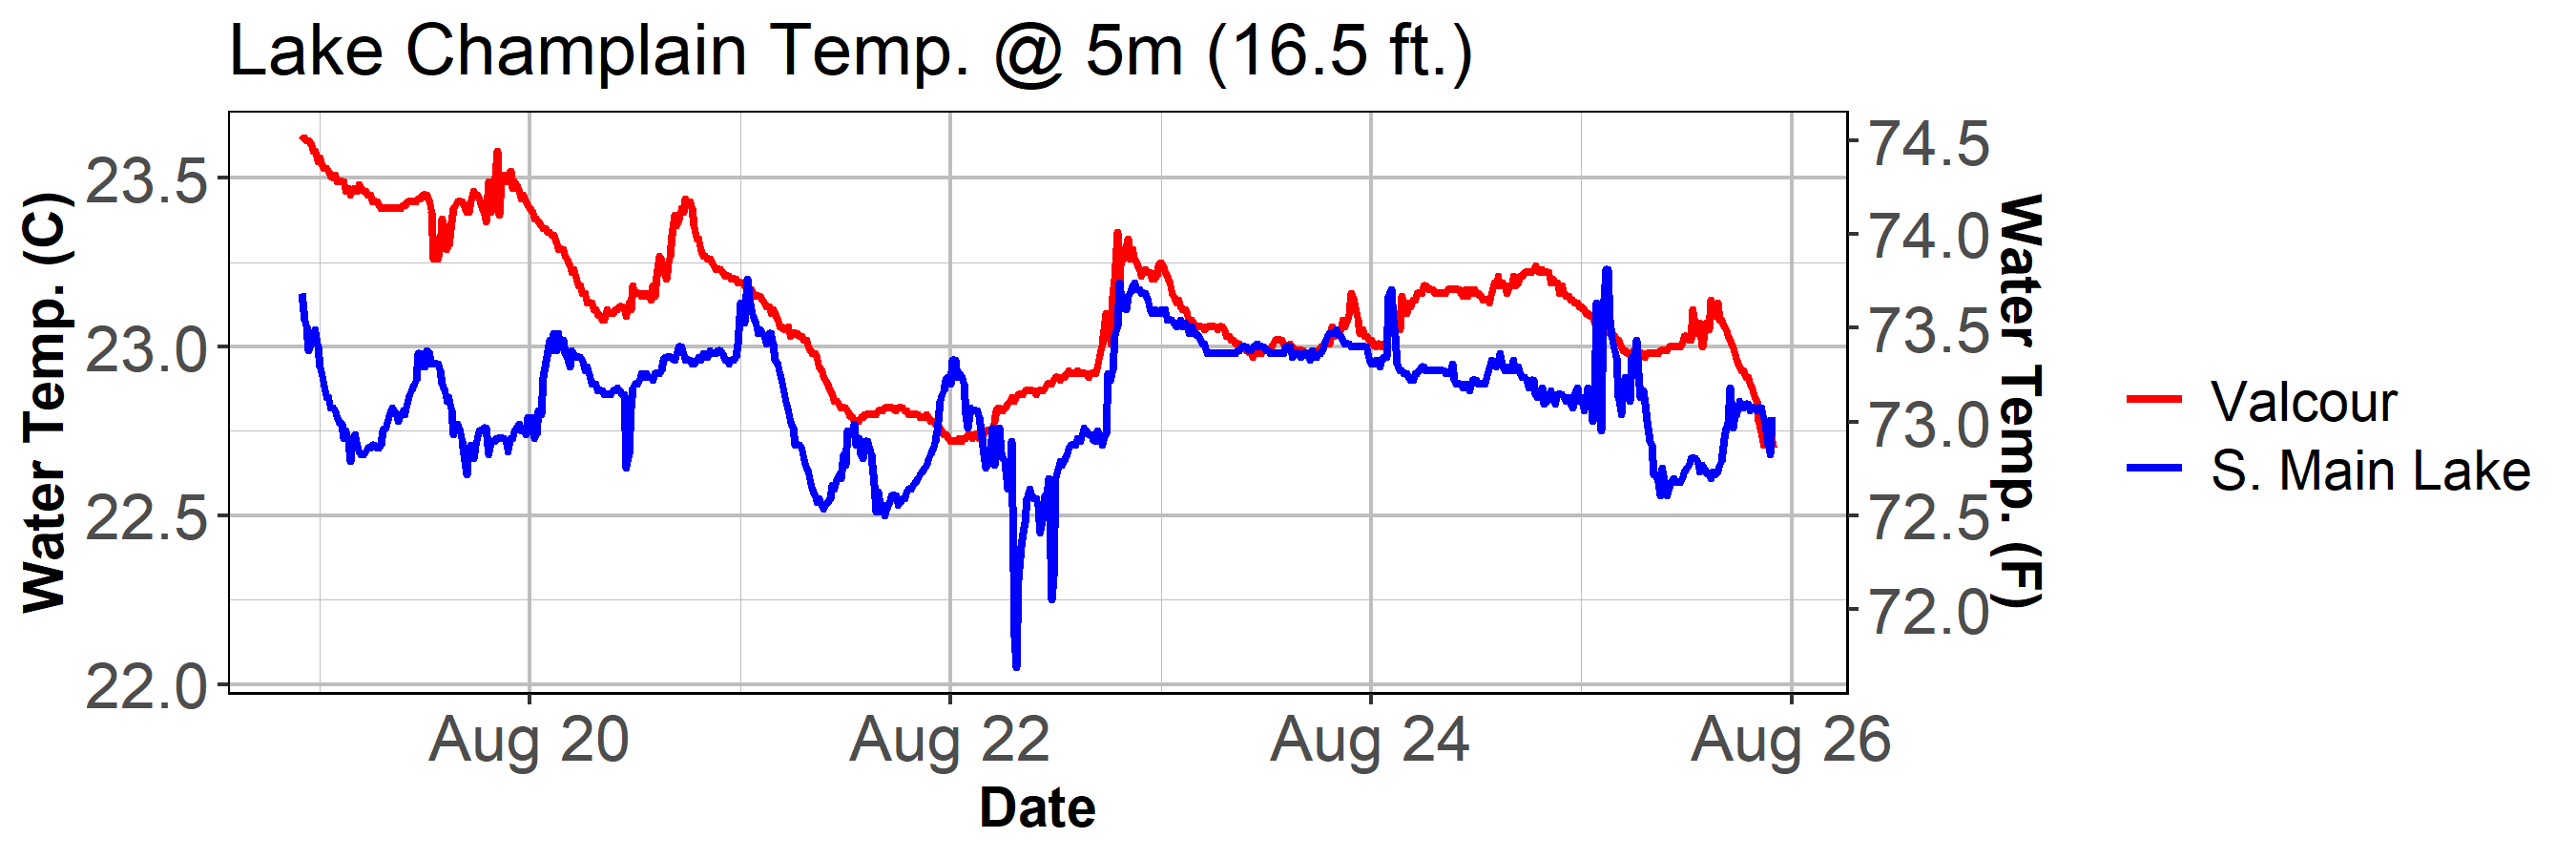 Lake Champlain Temp. @ 5m (16.5 ft.)
Water Temp. (C)
23.5
23.0
22.5
22.0
74.5
74.0
73.5
73.0
72.5
72.0
Water Temp. (F)
Aug 20
Aug 22
Aug 24
Aug 26
Date
Valcour
S. Main Lake